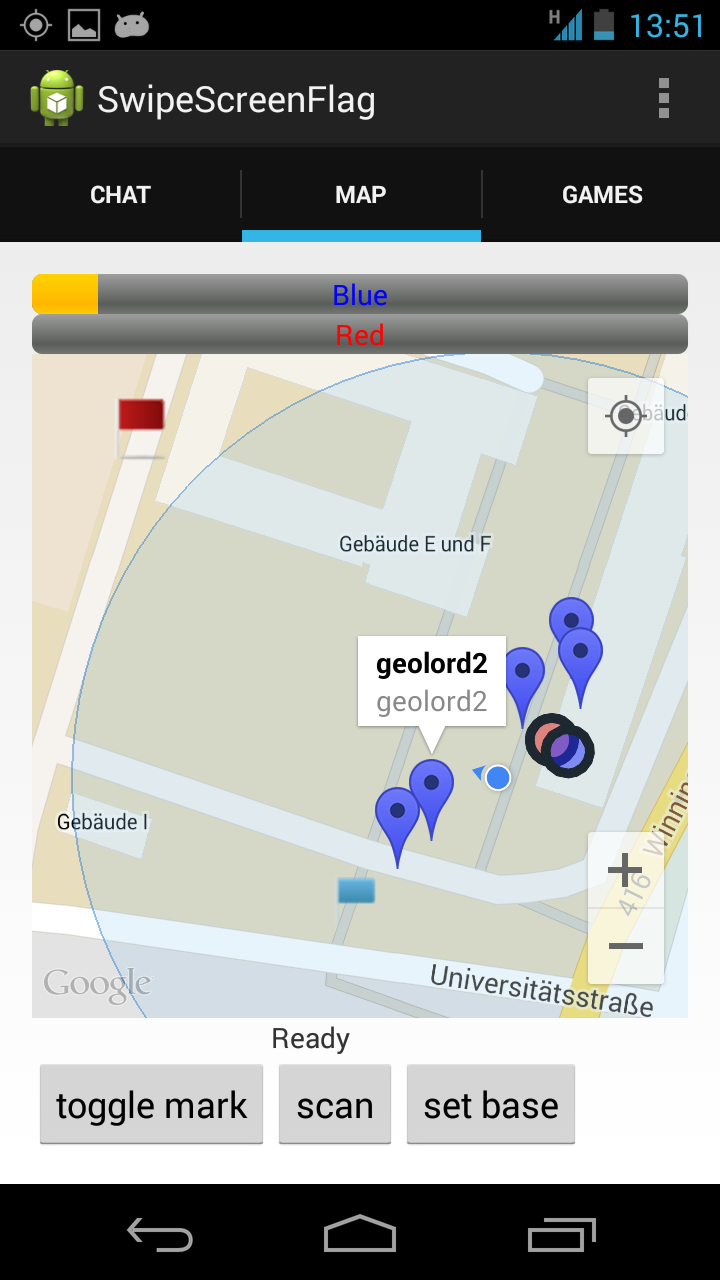 H 13:51
SwipeScreenFlag
CHAT MAP GAMES
Blue
Red
Gebäude E und F
geolord2
geolord2
Gebäude I
416
Google
Universitätsstraße
Ready
toggle mark scan set base